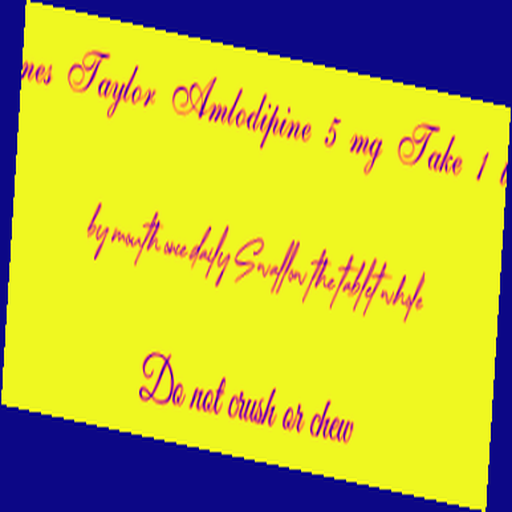 Taylor Amlodipine 5 mg Take 1
by mouth once daily Swallow the tablet whole
Do not crush or chew